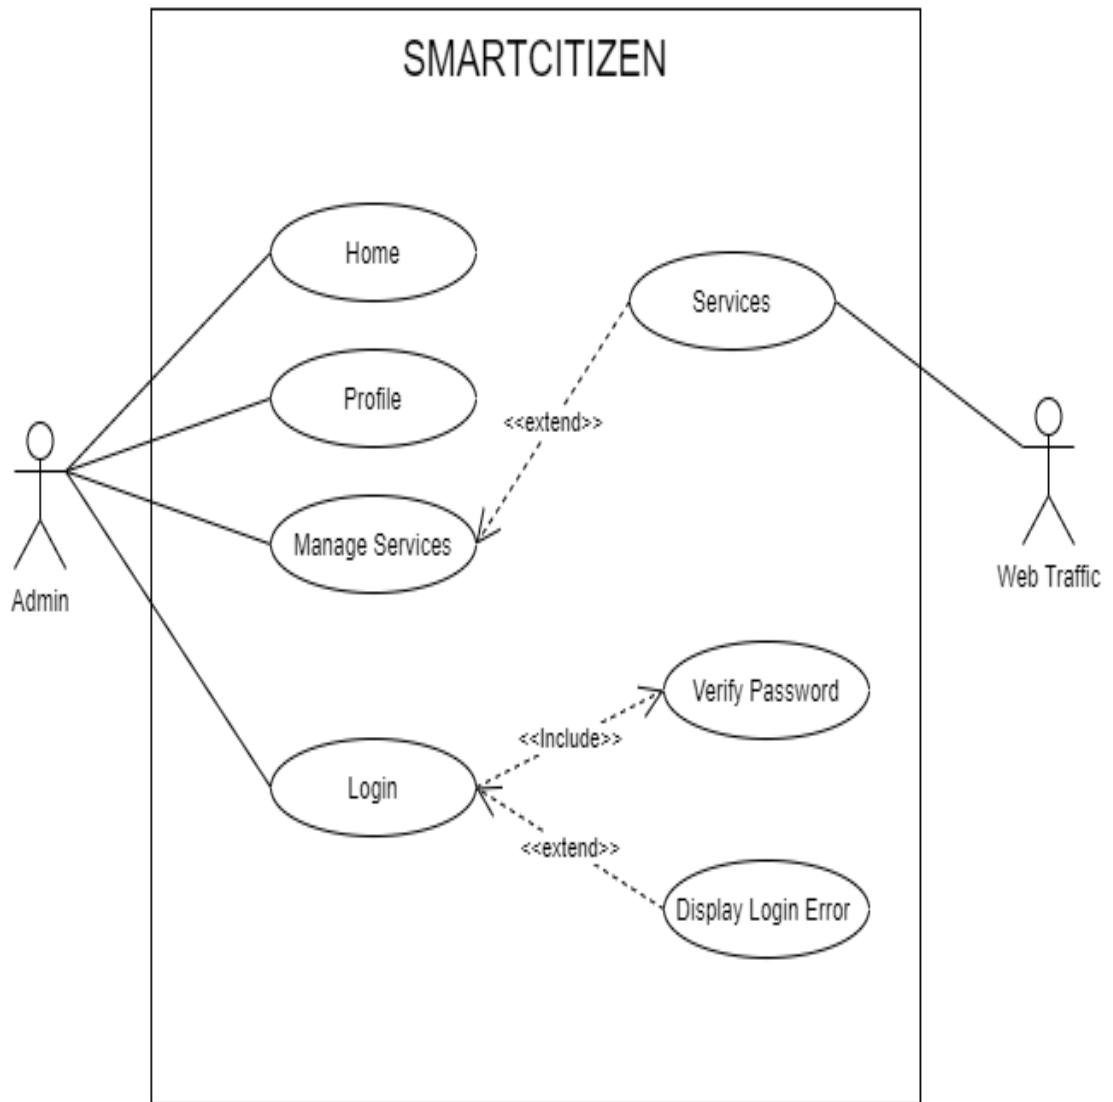 SMARTCITIZEN
Home
Services
Profile
<<extend>>
Manage Services
Admin
Web Traffic
Verify Password
<<Include>>
Login
<<extend>>
Display Login Error